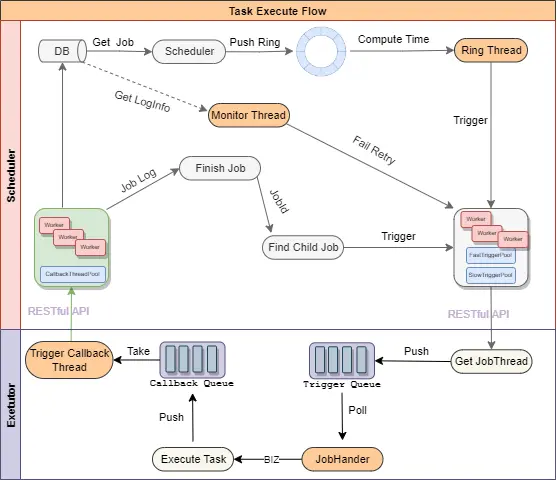 Task Execute Flow
Scheduler
DB
Get Job
Scheduler
Push Ring
Compute Time
Ring Thread
Get LogInfo
Monitor Thread
Trigger
Fail Retry
Job Log
Finish Job
JobId
Find Child Job
Trigger
Worker
Worker
Worker
CallbackThreadPool
Worker
Worker
Worker
FastTriggerPool
SlowTriggerPool
RESTful API
RESTful API
Exetutor
Trigger Callback
Thread
Take
Callback Queue
Trigger Queue
Push
Get JobThread
Push
Poll
Execute Task
BIZ
JobHander